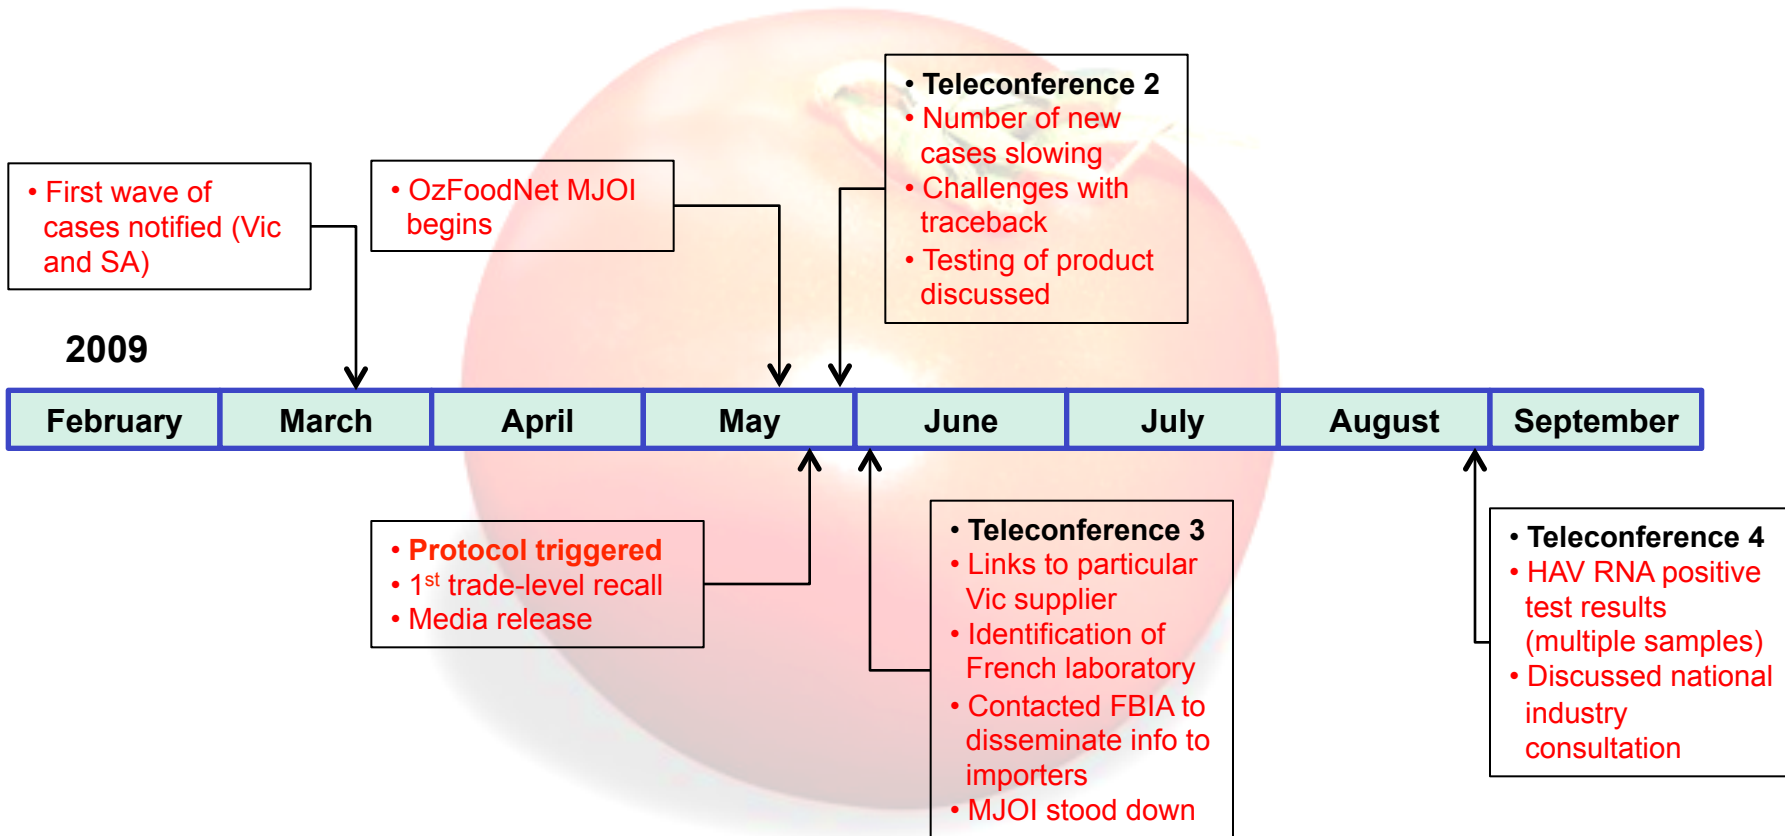 • First wave of
cases notified (Vic
and SA)
• OzFoodNet MJOI
begins
• Teleconference 2
• Number of new
cases slowing
• Challenges with
traceback
• Testing of product
discussed
2009
February
March
April
May
June
July
August
September
• Protocol triggered
• 1st trade-level recall
• Media release
• Teleconference 3
• Links to particular
Vic supplier
• Identification of
French laboratory
• Contacted FBIA to
disseminate info to
importers
• MJOI stood down
• Teleconference 4
• HAV RNA positive
test results
(multiple samples)
• Discussed national
industry
consultation